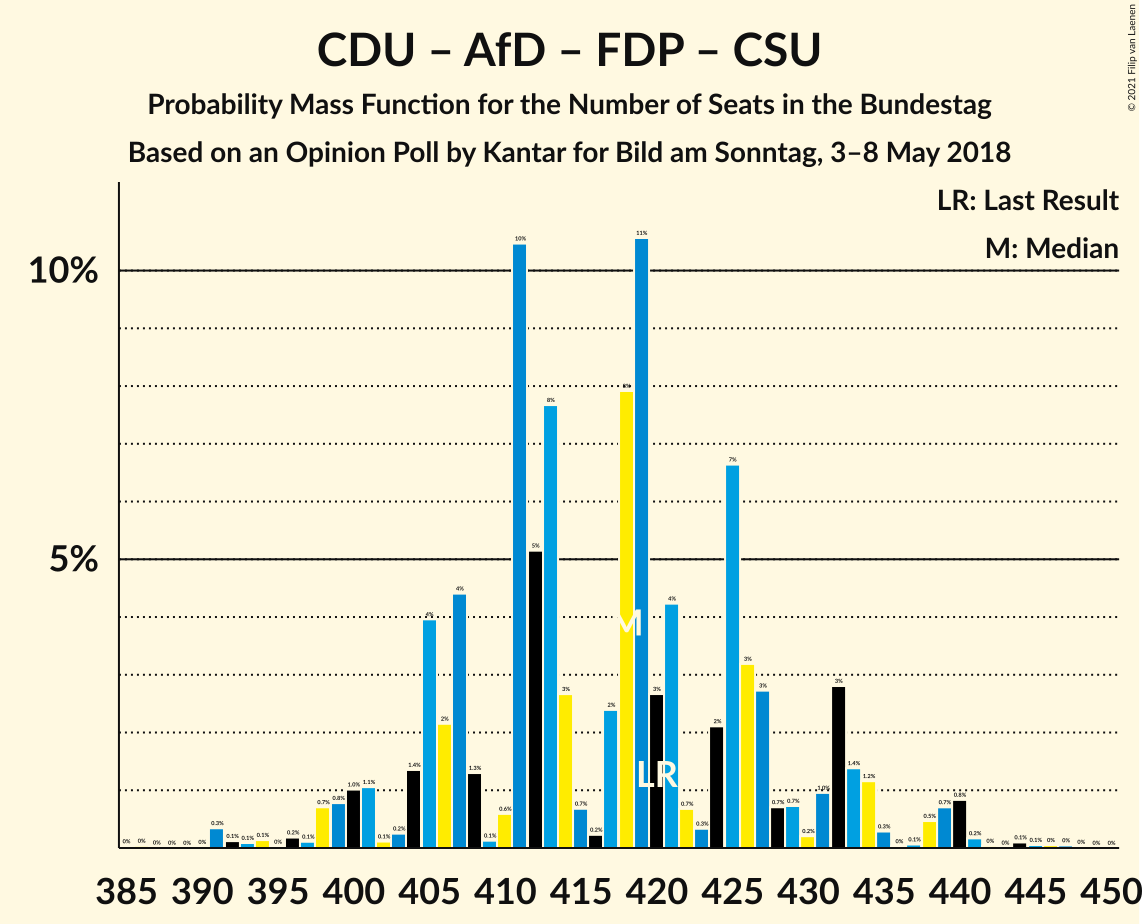 CDU – AfD – FDP – CSU
Probability Mass Function for the Number of Seats in the Bundestag
Based on an Opinion Poll by Kantar for Bild am Sonntag, 3–8 May 2018
© 2021 Filip van Laenen
LR: Last Result
M: Median
10%
5%
0% 0% 0% 0% 0% 0% 0.3% 0.1% 0.1% 0.1% 0% 0.2% 0.1% 0.7% 0.8% 1.0% 1.1% 0.1% 0.2% 1.4% 4% 2% 4% 1.3% 0.1% 0.6% 10% 5% 8% 3% 0.7% 0.2% 2% 8% 11% 3% 4% 0.7% 0.3% 2% 7% 3% 3% 0.7% 0.7% 0.2% 1.0% 3% 1.4% 1.2% 0.3% 0% 0.1% 0.5% 0.7% 0.8% 0.2% 0% 0% 0.1% 0.1% 0% 0% 0% 0% 0%
M
LR
385 390 395 400 405 410 415 420 425 430 435 440 445 450